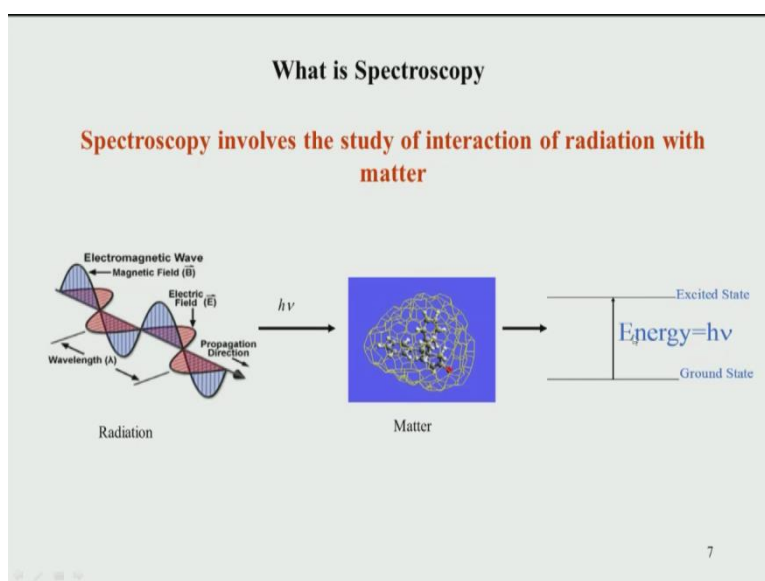 What is Spectroscopy
Spectroscopy involves the study of interaction of radiation with
matter
Electromagnetic Wave
Magnetic Field (B⃗)
Electric
Field (E⃗)
Propagation
Direction
Wavelength (λ)
Radiation
hν
Matter
Excited State
Energy=hν
Ground State
7